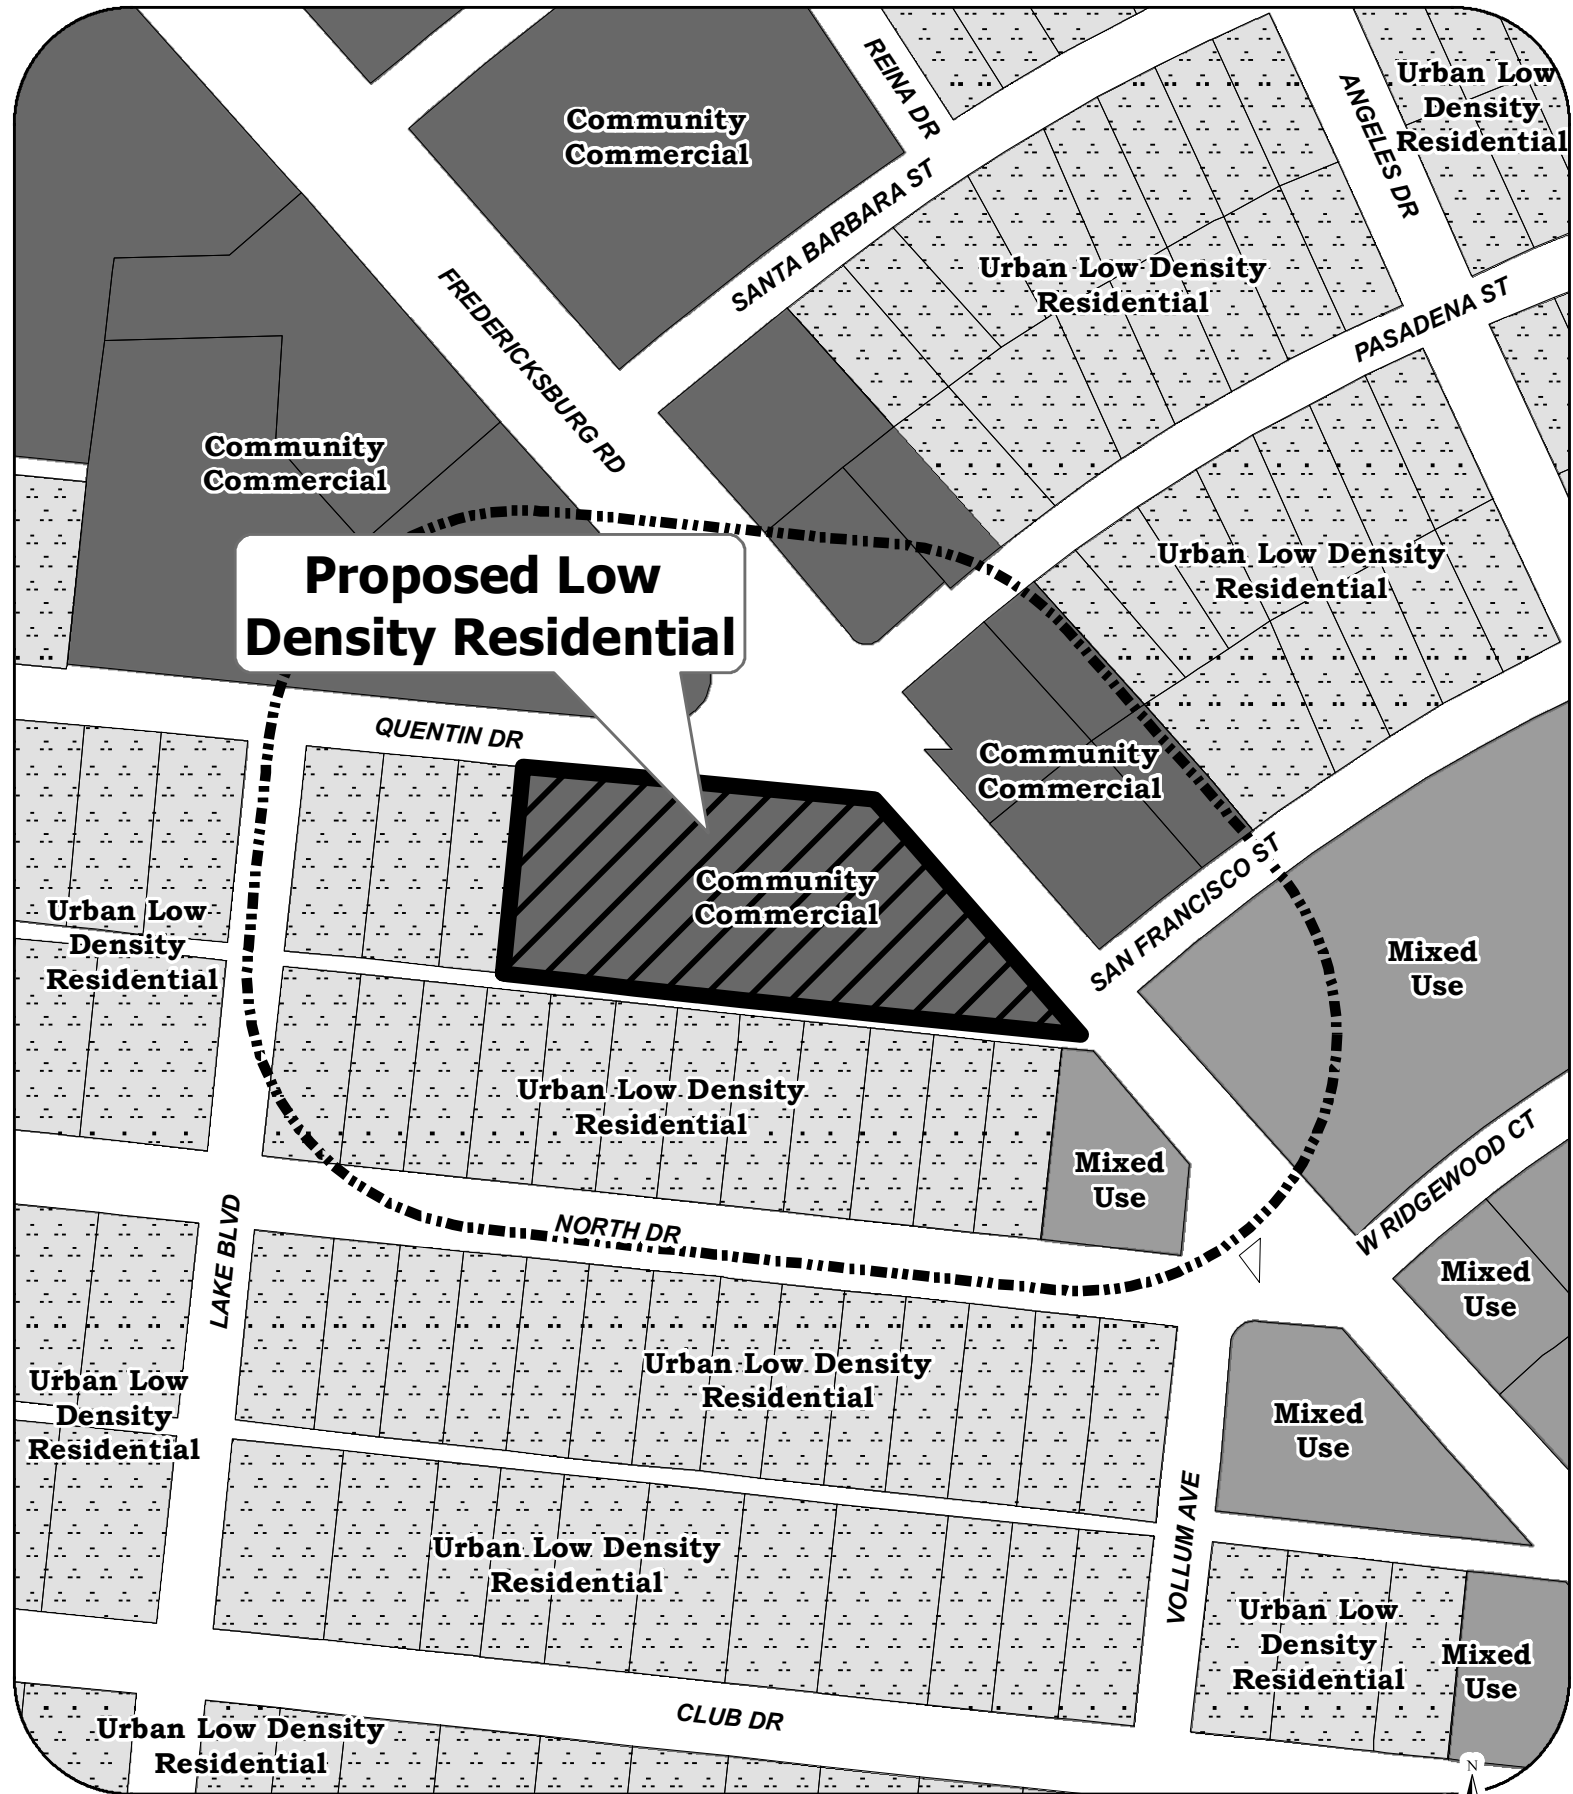 REINA DR
ANGELES DR
Urban Low
Density
Residential
Community
Commercial
SANTA BARBARA ST
Urban Low Density
Residential
PASADENA ST
FREDERICKSBURG RD
Community
Commercial
Proposed Low
Density Residential
Urban Low Density
Residential
QUENTIN DR
Community
Commercial
Community
Commercial
SAN FRANCISCO ST
Urban Low
Density
Residential
Mixed
Use
Urban Low Density
Residential
Mixed
Use
W RIDGEWOOD CT
NORTH DR
LAKE BLVD
Mixed
Use
Urban Low Density
Residential
Urban Low
Density
Residential
Mixed
Use
Urban Low Density
Residential
VOLLUM AVE
Urban Low
Density
Residential
Mixed
Use
CLUB DR
Urban Low Density
Residential
N